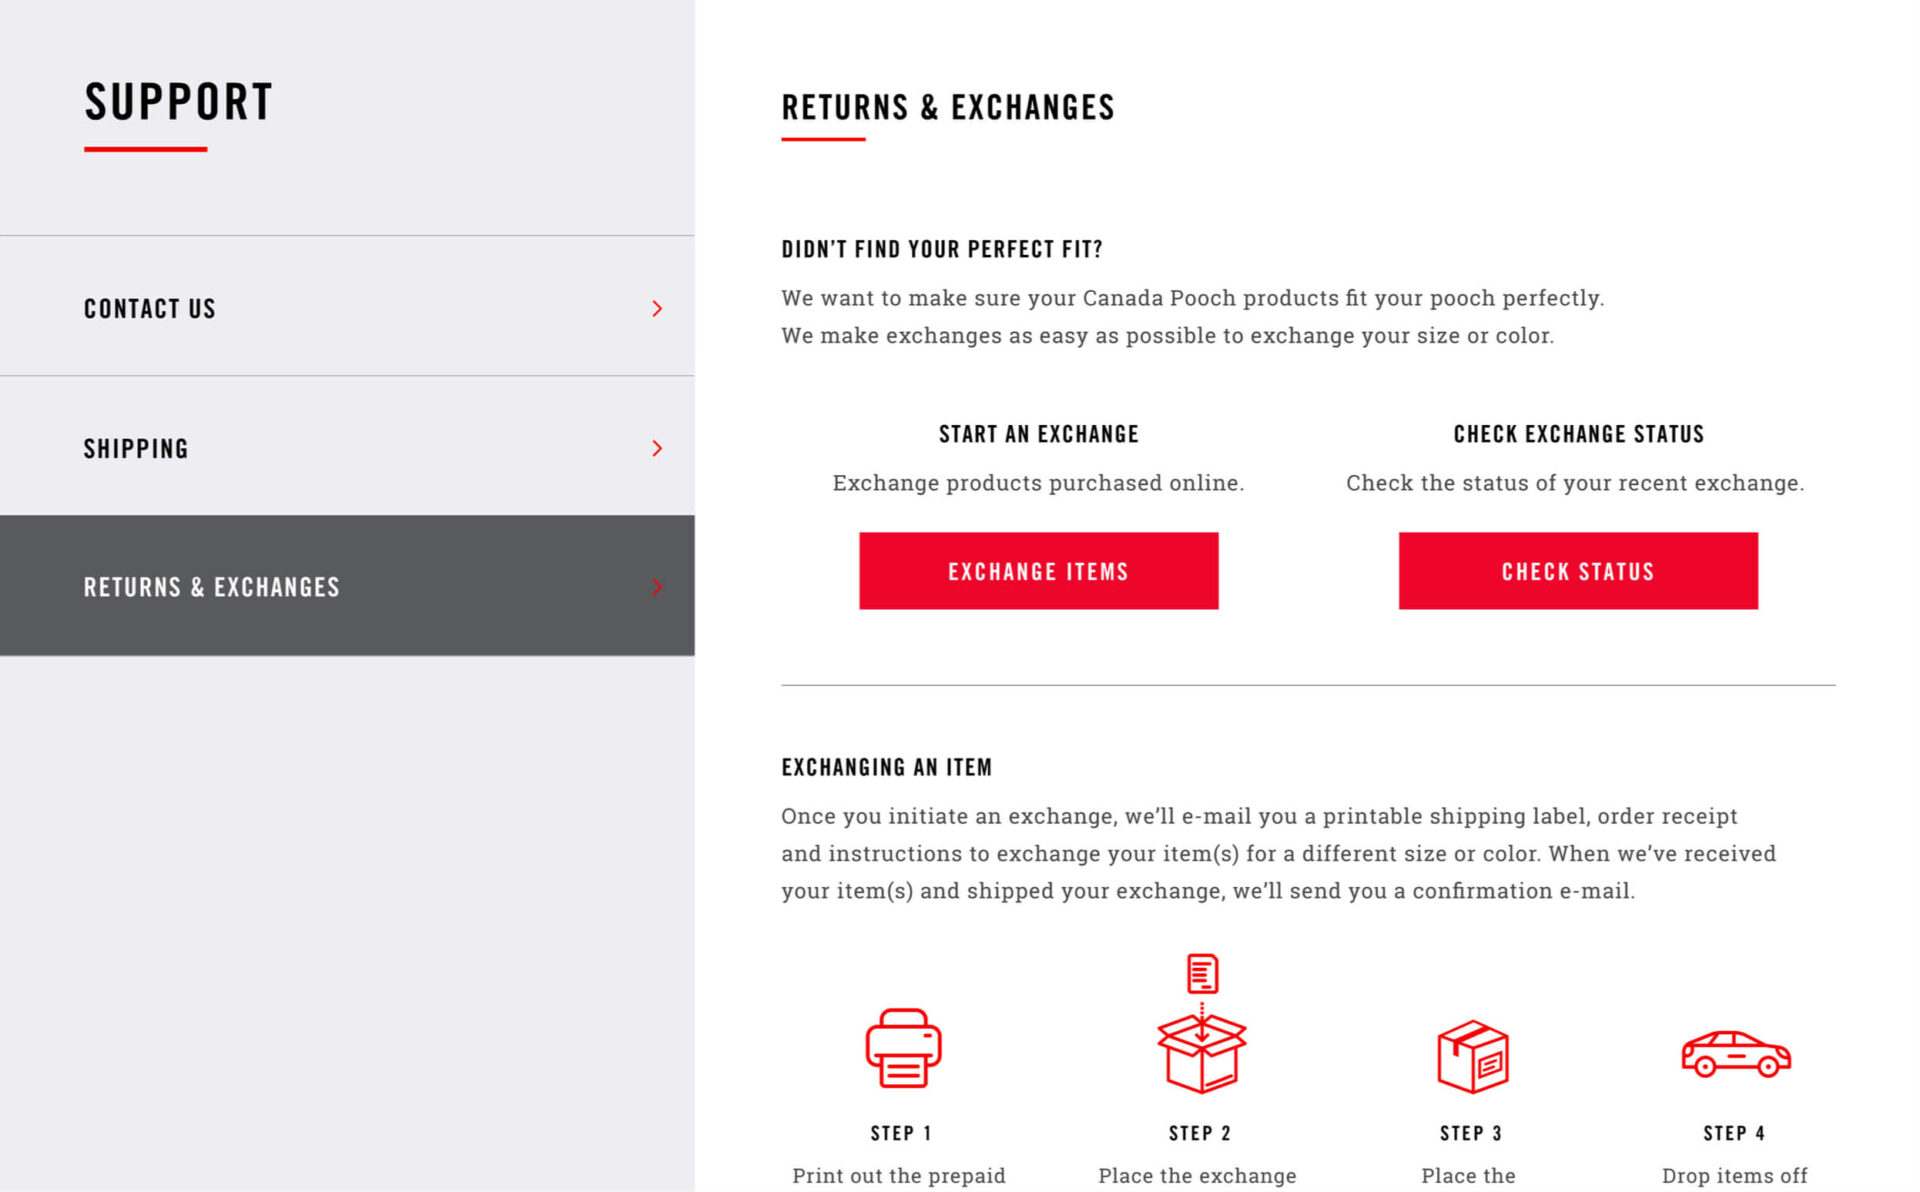 SUPPORT
CONTACT US
SHIPPING
RETURNS & EXCHANGES
RETURNS & EXCHANGES
DIDN’T FIND YOUR PERFECT FIT?
We want to make sure your Canada Pooch products fit your pooch perfectly.
We make exchanges as easy as possible to exchange your size or color.
START AN EXCHANGE
Exchange products purchased online.
EXCHANGE ITEMS
CHECK EXCHANGE STATUS
Check the status of your recent exchange.
CHECK STATUS
EXCHANGING AN ITEM
Once you initiate an exchange, we’ll e-mail you a printable shipping label, order receipt
and instructions to exchange your item(s) for a different size or color. When we’ve received
your item(s) and shipped your exchange, we’ll send you a confirmation e-mail.
STEP 1
Print out the prepaid
STEP 2
Place the exchange
STEP 3
Place the
STEP 4
Drop items off